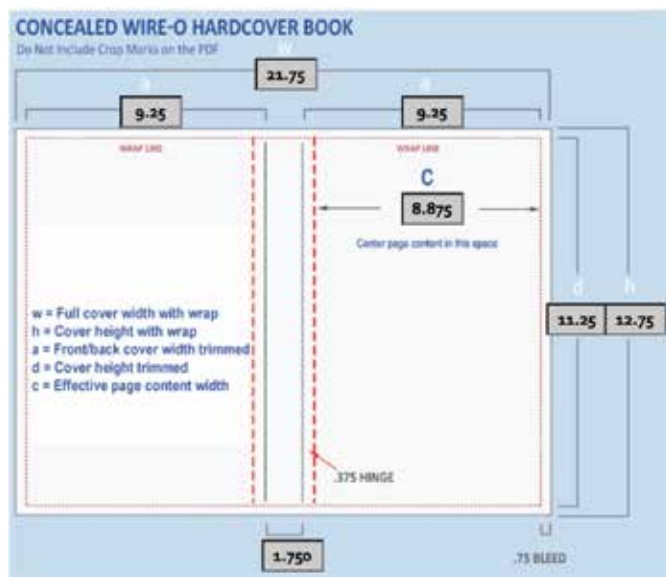 CONCEALED WIRE-O HARDCOVER BOOK
Do Not Include Crop Marks on the PDF
w
21.75
a a
9.25 9.25
WRAP LINE WRAP LINE
C
8.875
Center page content in this space
d h
11.25 12.75
w = Full cover width with wrap
h = Cover height with wrap
a = Front/back cover width trimmed
d = Cover height trimmed
c = Effective page content width
.375 HINGE
1.750
.75 BLEED